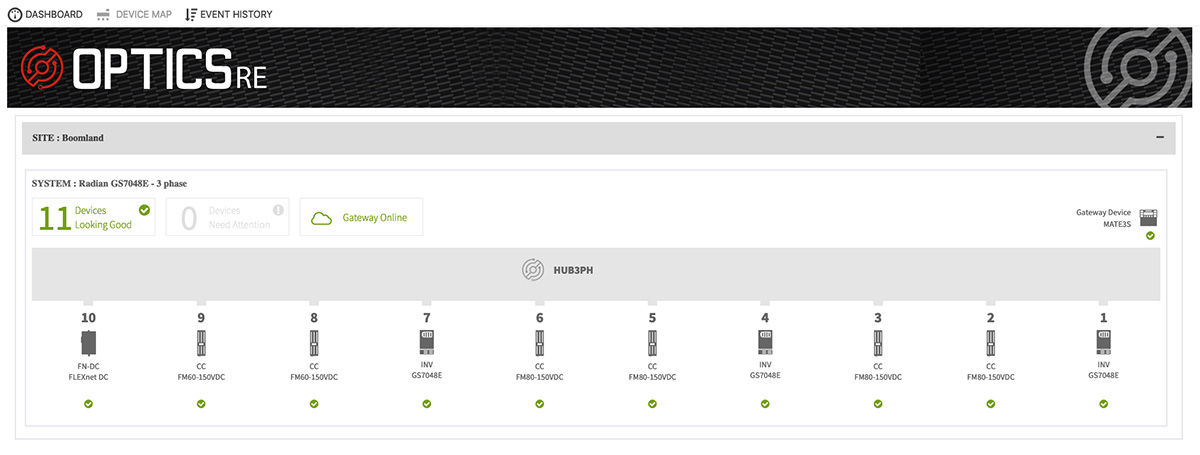 DASHBOARD DEVICE MAP EVENT HISTORY
OPTICS RE
SITE : Boomland
SYSTEM : Radian GS7048E - 3 phase
11 Devices Looking Good
0 Devices Need Attention
Gateway Online
Gateway Device
MATE3S
HUB3PH
10 9 8 7 6 5 4 3 2 1
FN-DC CC CC INV CC CC INV CC CC INV
FLEXnet DC FM60-150VDC FM60-150VDC GS7048E FM80-150VDC FM80-150VDC GS7048E FM80-150VDC FM80-150VDC GS7048E